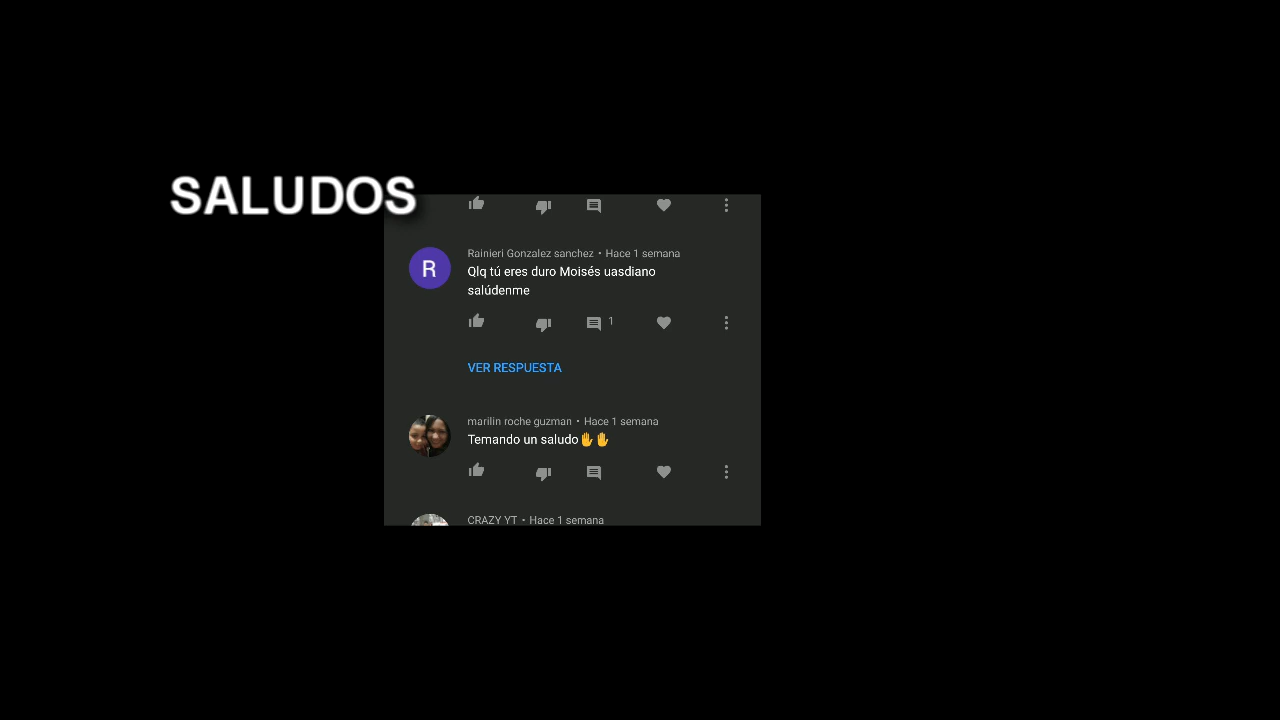 SALUDOS
Rainieri Gonzalez sanchez • Hace 1 semana
Qlq tú eres duro Moisés uasdiano
salúdenme
1
VER RESPUESTA
marilin roche guzman • Hace 1 semana
Temando un saludo🖐🖐
CRAZY YT • Hace 1 semana